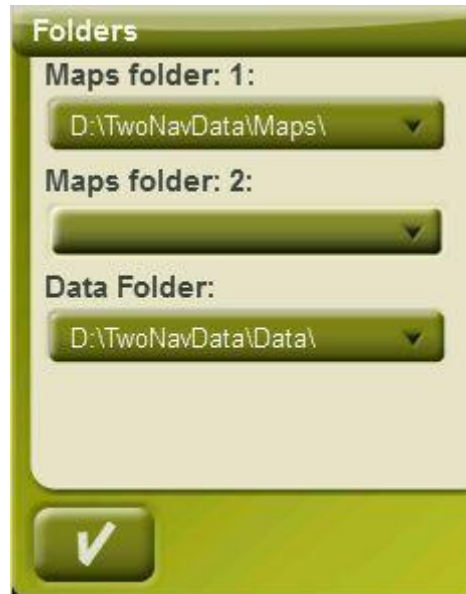 Folders
Maps folder: 1:
D:\TwoNavData\Maps\
Maps folder: 2:
Data Folder:
D:\TwoNavData\Data\